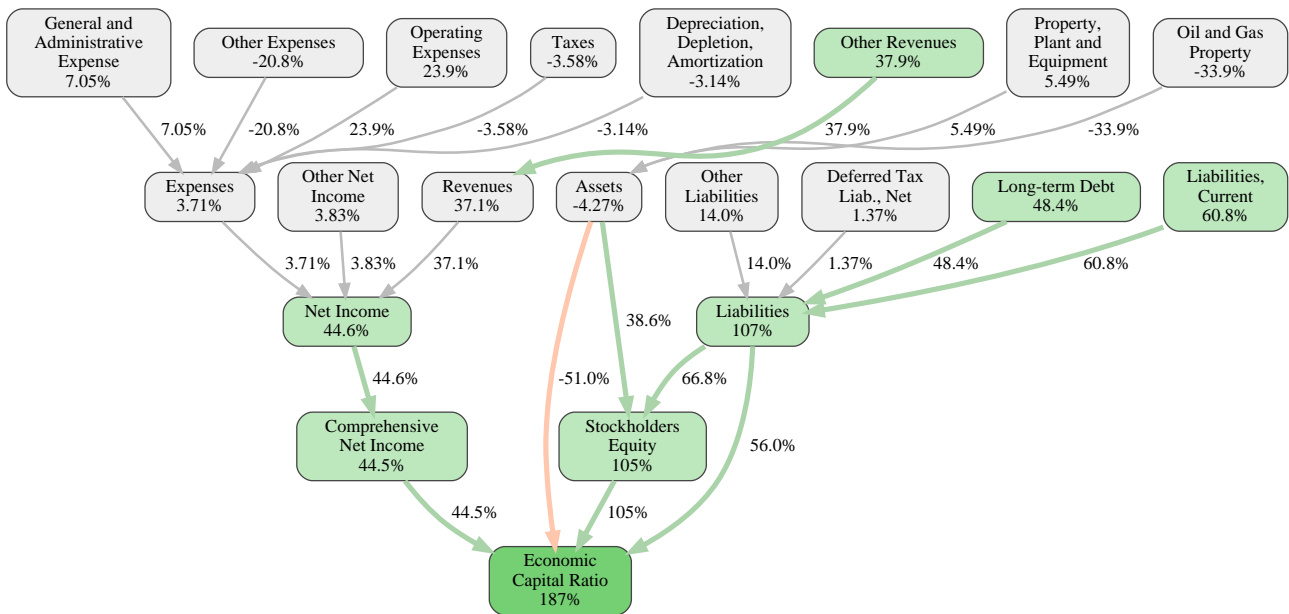 General and
Administrative
Expense
7.05%
Other Expenses
-20.8%
Operating
Expenses
23.9%
Taxes
-3.58%
Depreciation,
Depletion,
Amortization
-3.14%
Other Revenues
37.9%
Property,
Plant and
Equipment
5.49%
Oil and Gas
Property
-33.9%
7.05%
-20.8%
23.9%
-3.58%
-3.14%
37.9%
5.49%
-33.9%
Expenses
3.71%
Other Net
Income
3.83%
Revenues
37.1%
Assets
-4.27%
Other
Liabilities
14.0%
Deferred Tax
Liab., Net
1.37%
Long-term Debt
48.4%
Liabilities,
Current
60.8%
3.71%
3.83%
37.1%
14.0%
1.37%
48.4%
60.8%
Net Income
44.6%
38.6%
Liabilities
107%
44.6%
-51.0%
66.8%
Comprehensive
Net Income
44.5%
Stockholders
Equity
105%
56.0%
44.5%
105%
Economic
Capital Ratio
187%